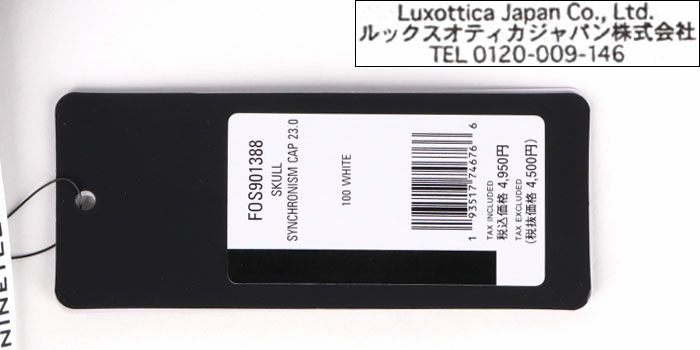 Luxottica Japan Co., Ltd.
ルックスオティカジャパン株式会社
TEL 0120-009-146
FOS901388
SKULL
SYNCHRONISM CAP 23.0
100 WHITE
1 93517 74676 6
TAX INCLUDED
税込価格 4,950円
TAX EXCLUDED
(税抜価格 4,500円)